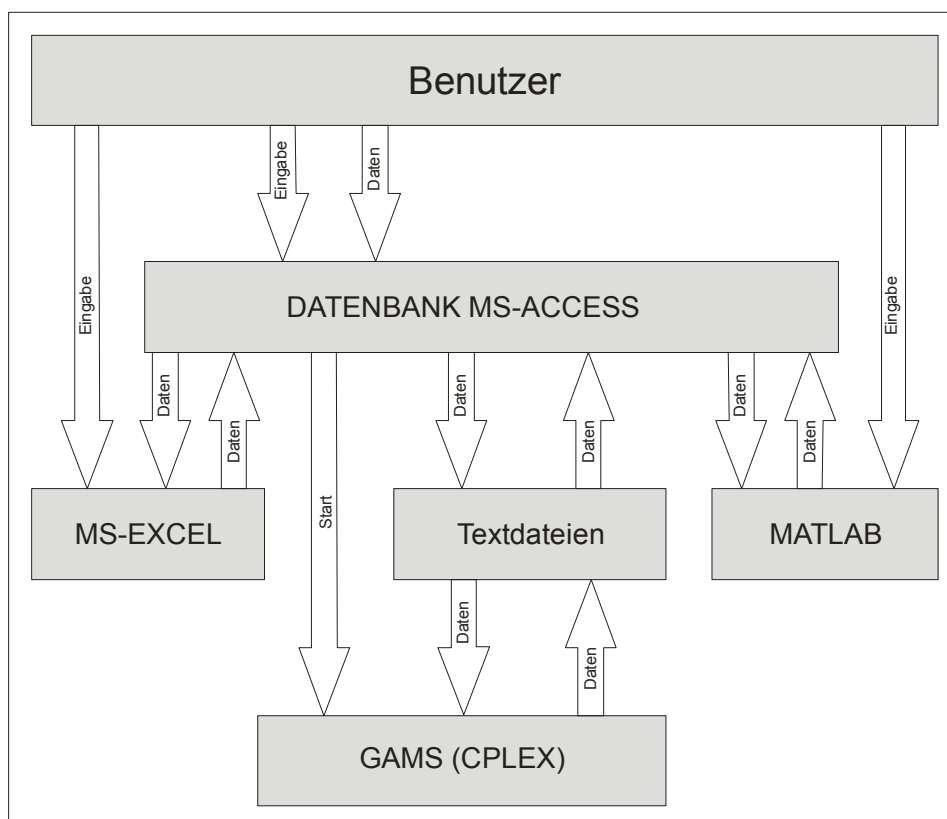 Benutzer
Eingabe
Eingabe
Daten
Eingabe
DATENBANK MS-ACCESS
Daten
Daten
Start
Daten
Daten
Daten
Daten
MS-EXCEL
Textdateien
MATLAB
Daten
Daten
GAMS (CPLEX)